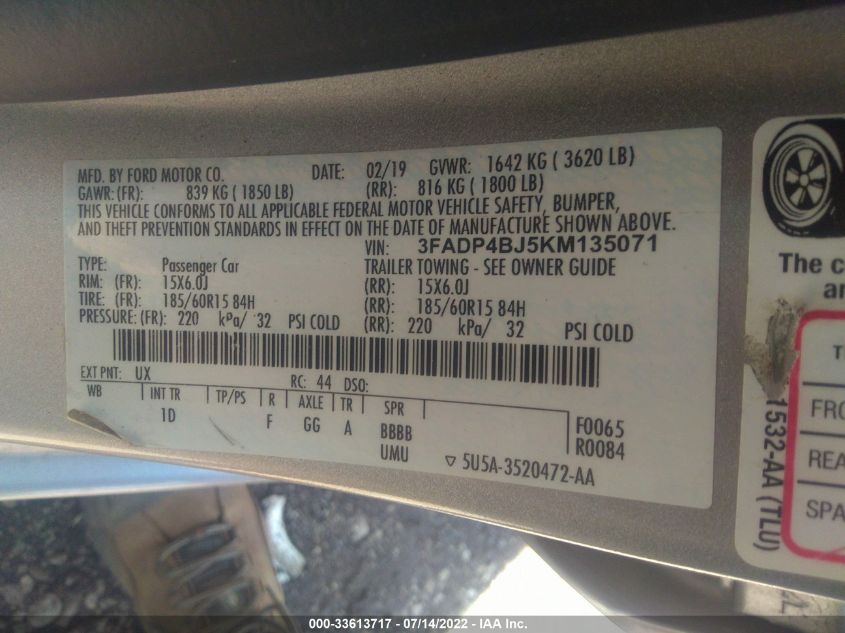 MFD. BY FORD MOTOR CO. DATE: 02/19 GVWR: 1642 KG ( 3620 LB)
GAWR: (FR): 839 KG ( 1850 LB) (RR): 816 KG ( 1800 LB)
THIS VEHICLE CONFORMS TO ALL APPLICABLE FEDERAL MOTOR VEHICLE SAFETY, BUMPER,
AND THEFT PREVENTION STANDARDS IN EFFECT ON THE DATE OF MANUFACTURE SHOWN ABOVE.
VIN: 3FADP4BJ5KM135071
TYPE: Passenger Car TRAILER TOWING - SEE OWNER GUIDE
RIM: (FR): 15X6.0J (RR): 15X6.0J
TIRE: (FR): 185/60R15 84H (RR): 185/60R15 84H
PRESSURE: (FR): 220 kPa/ 32 PSI COLD (RR): 220 kPa/ 32 PSI COLD
EXT PNT: UX RC: 44 DSO:
WB INT TR TP/PS R AXLE TR SPR
1D F GG A BBBB F0065
UMU R0084
5U5A-3520472-AA
The c
an
T
FRO
REA
SPA
1532-AA (TLU)
000-33613717 - 07/14/2022 - IAA Inc.